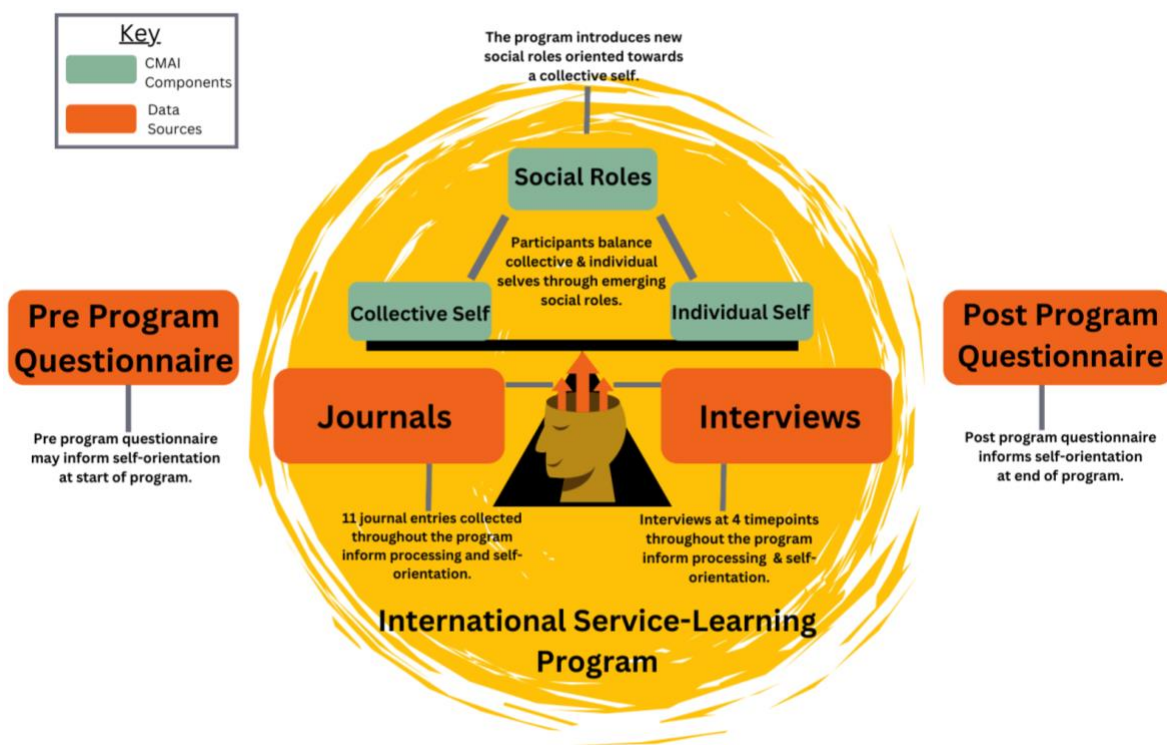 Key
CMAI
Components
Data
Sources
The program introduces new
social roles oriented towards
a collective self.
Social Roles
Participants balance
collective & individual
selves through emerging
social roles.
Collective Self
Individual Self
Pre Program
Questionnaire
Pre program questionnaire
may inform self-orientation
at start of program.
Journals
11 journal entries collected
throughout the program
inform processing and self-
orientation.
Interviews
Interviews at 4 timepoints
throughout the program
inform processing & self-
orientation.
Post Program
Questionnaire
Post program questionnaire
informs self-orientation
at end of program.
International Service-Learning
Program